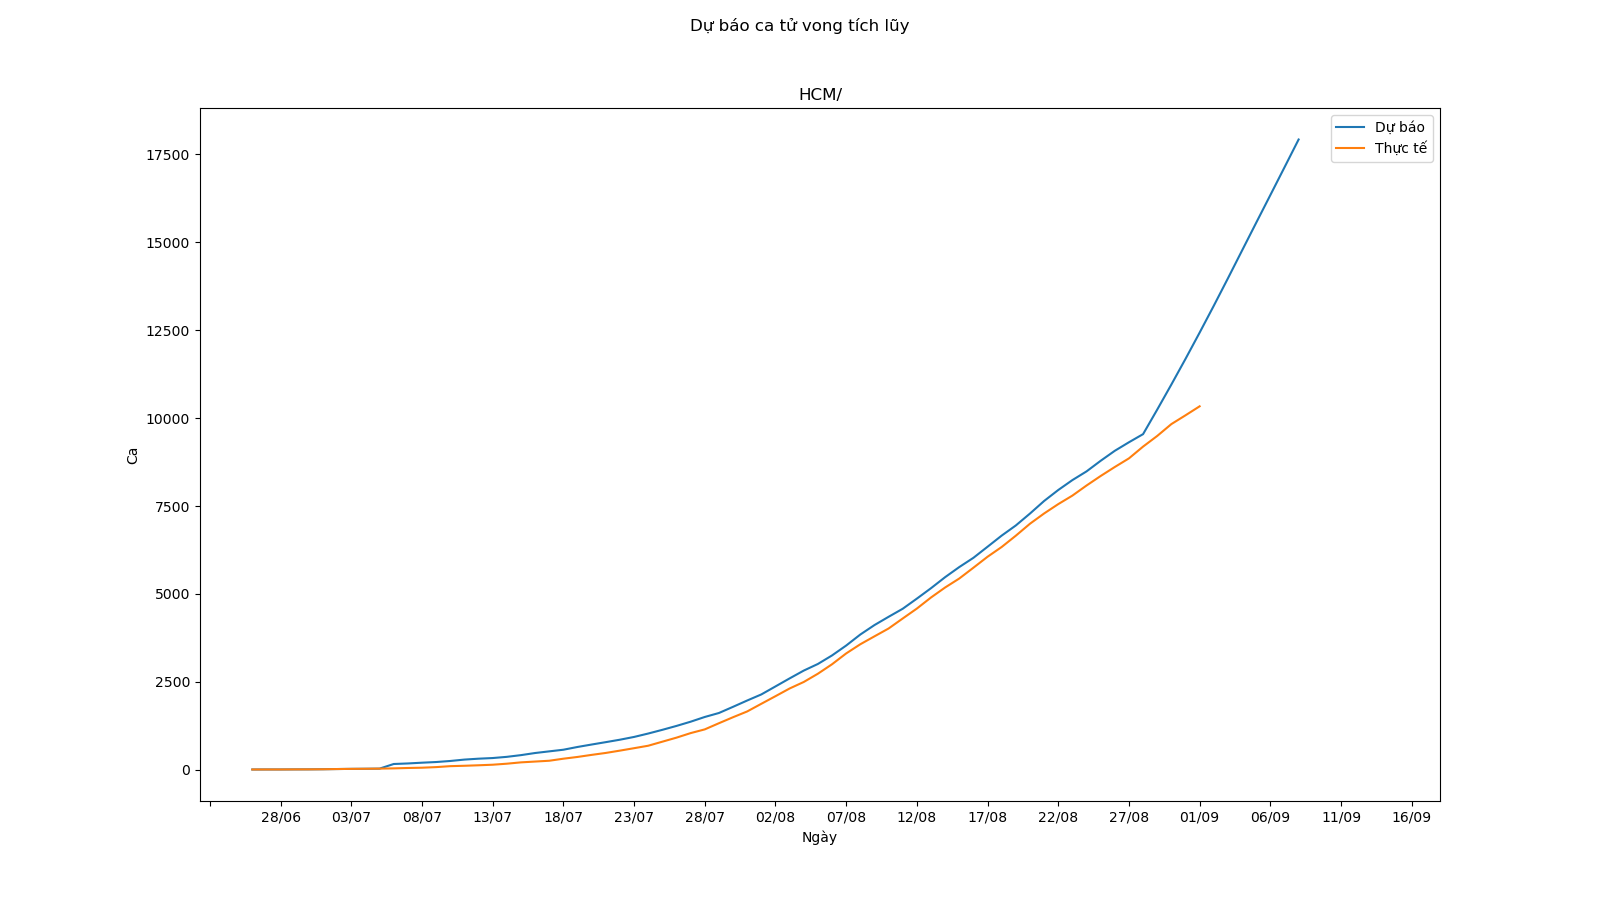 Dự báo ca tử vong tích lũy
HCM/
Dự báo
Thực tế
17500
15000
12500
10000
7500
5000
2500
0
Ca
28/06 03/07 08/07 13/07 18/07 23/07 28/07 02/08 07/08 12/08 17/08 22/08 27/08 01/09 06/09 11/09 16/09
Ngày